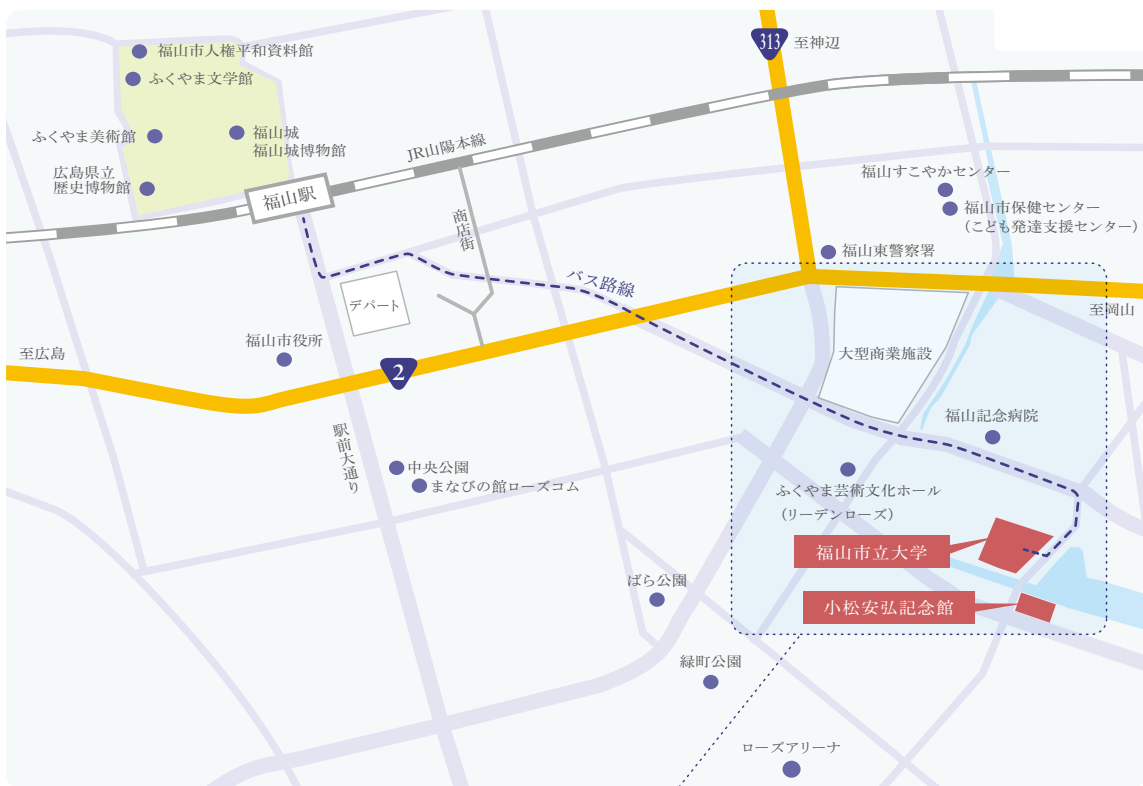 福山市人権平和資料館
ふくやま文学館
ふくやま美術館
福山城
福山城博物館
広島県立
歴史博物館
福山駅
JR山陽本線
商店街
313
至神辺
福山すこやかセンター
福山市保健センター
（こども発達支援センター）
福山東警察署
バス路線
デパート
至岡山
福山市役所
至広島
2
大型商業施設
駅前大通り
中央公園
まなびの館ローズコム
福山記念病院
ふくやま芸術文化ホール
（リーデンローズ）
福山市立大学
小松安弘記念館
ばら公園
緑町公園
ローズアリーナ